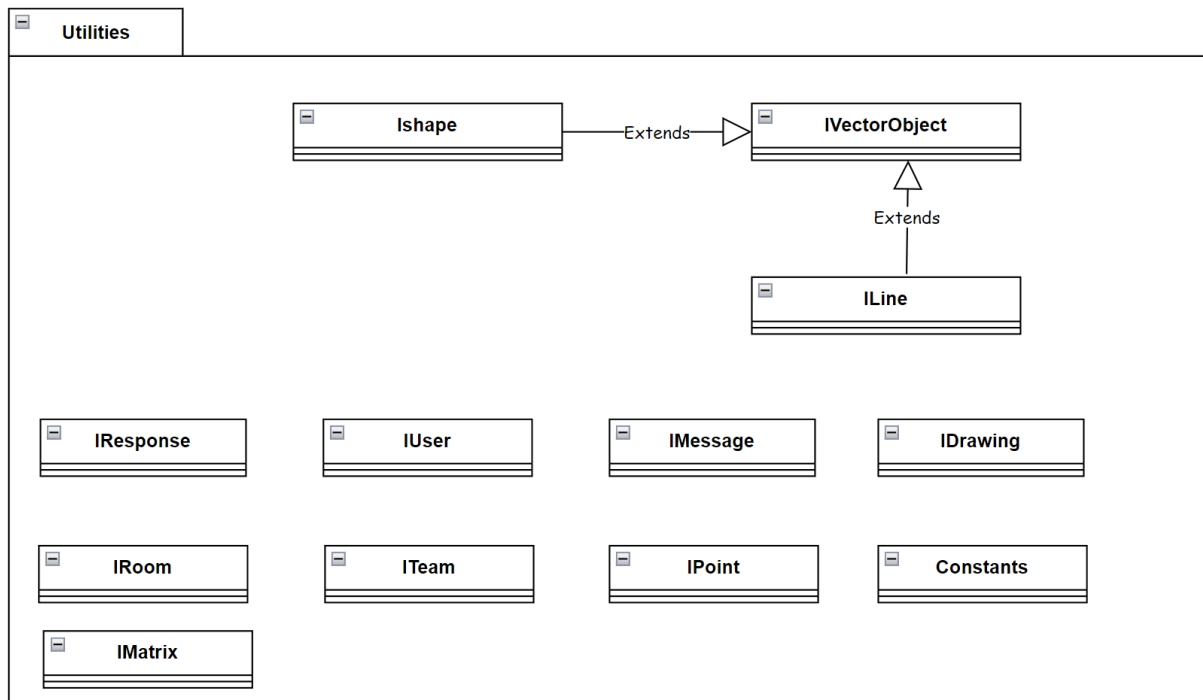 Utilities
Ishape
Extends
IVectorObject
Extends
ILine
IResponse
IUser
IMessage
IDrawing
IRoom
ITeam
IPoint
Constants
IMatrix